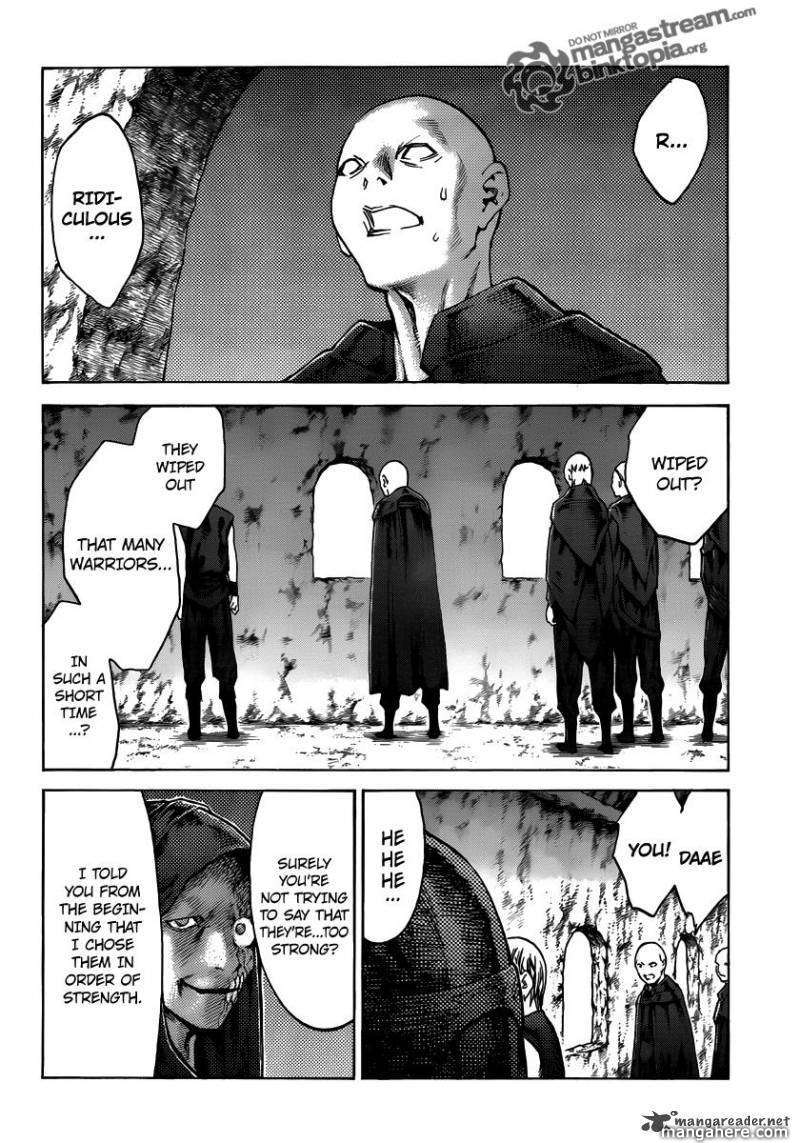 DO NOT MIRROR
mangastream.com
binktopia.org
R...
RIDI-
CULOUS
...
WIPED
OUT?
THEY
WIPED
OUT
THAT MANY
WARRIORS...
IN
SUCH A
SHORT
TIME
...?
YOU!
DAAE
HE
HE
HE
...
SURELY
YOU'RE
NOT TRYING
TO SAY THAT
THEY'RE...TOO
STRONG?
I TOLD
YOU FROM
THE BEGIN-
NING THAT
I CHOSE
THEM IN
ORDER OF
STRENGTH.
mangareader.net
mangahere.com